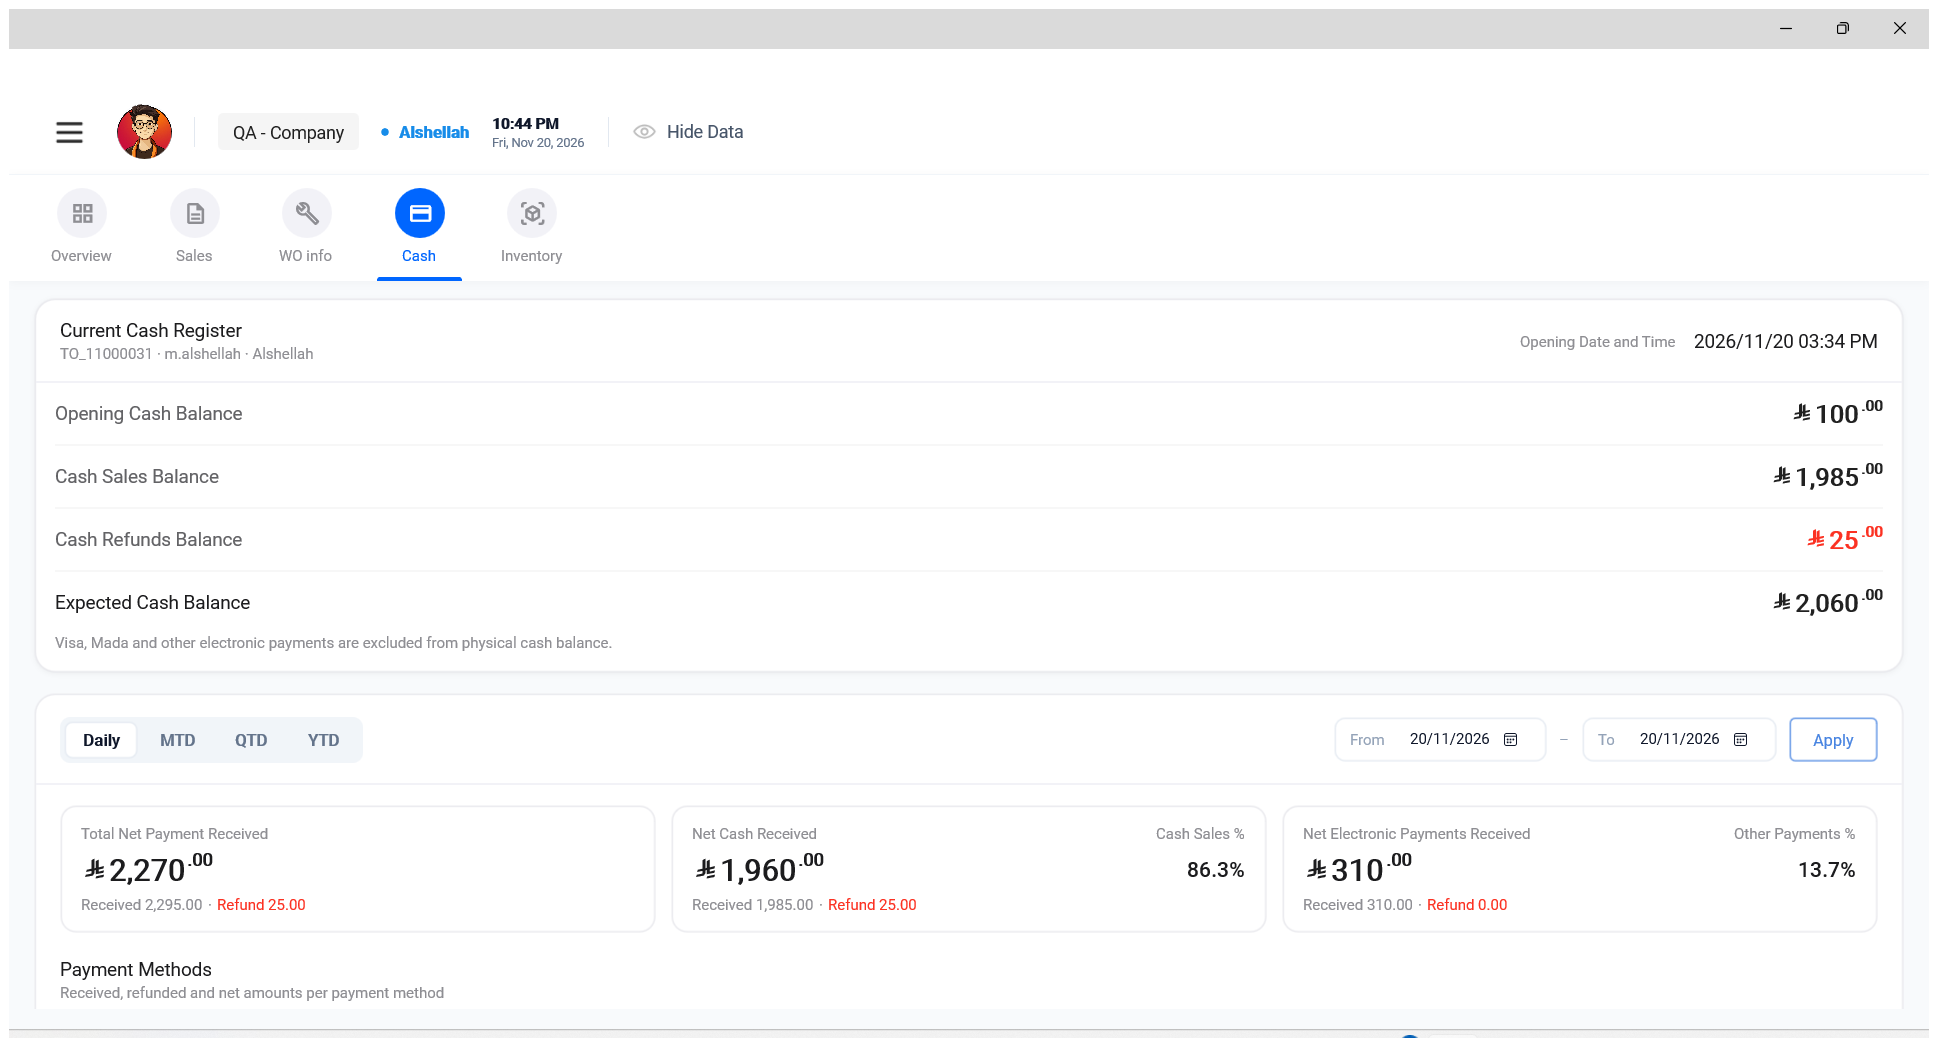 QA - Company
Alshellah
10:44 PM
Fri, Nov 20, 2026
Hide Data
Overview
Sales
WO info
Cash
Inventory
Current Cash Register
TO_11000031 · m.alshellah · Alshellah
Opening Date and Time 2026/11/20 03:34 PM
Opening Cash Balance
⃁ 100.00
Cash Sales Balance
⃁ 1,985.00
Cash Refunds Balance
⃁ 25.00
Expected Cash Balance
⃁ 2,060.00
Visa, Mada and other electronic payments are excluded from physical cash balance.
Daily MTD QTD YTD
From 20/11/2026 – To 20/11/2026 Apply
Total Net Payment Received
⃁ 2,270.00
Received 2,295.00 · Refund 25.00
Net Cash Received Cash Sales %
⃁ 1,960.00 86.3%
Received 1,985.00 · Refund 25.00
Net Electronic Payments Received Other Payments %
⃁ 310.00 13.7%
Received 310.00 · Refund 0.00
Payment Methods
Received, refunded and net amounts per payment method